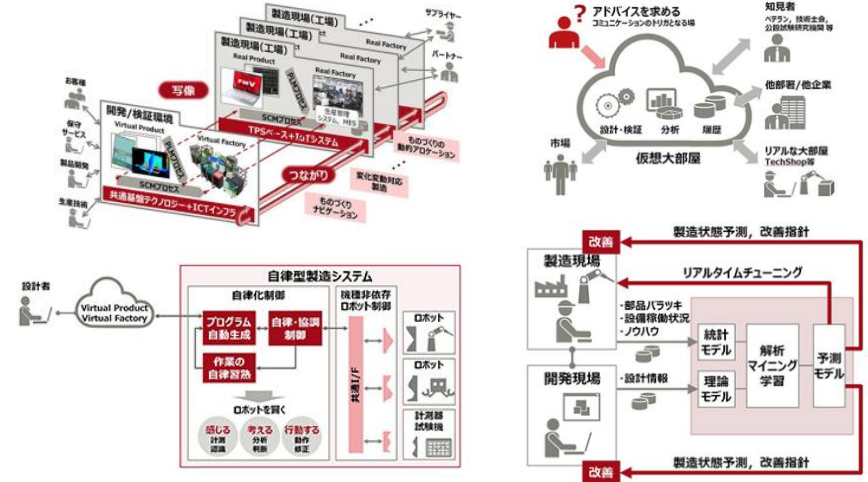 製造現場(工場)
製造現場(工場)
製造現場(工場)
Real Factory
Real Product
Real Factory
サプライヤー
パートナー
写像
PLMプロセス
生産管理
システム、MES
SCMプロセス
TPSベース+IoTシステム
お客様
保守
サービス
製品開発
生産技術
開発/検証環境
Virtual Product
Virtual Factory
PLMプロセス
SCMプロセス
共通基盤テクノロジー+ICTインフラ
つながり
ものづくりの
動的アロケーション
変化変動対応
製造
ものづくり
ナビゲーション
?
アドバイスを求める
コミュニケーションのトリガとなる場
知見者
ベテラン,技術士会,
公設試験研究機関 等
設計・検証
分析
履歴
仮想大部屋
他部署/他企業
リアルな大部屋
TechShop等
市場
設計者
Virtual Product
Virtual Factory
自律型製造システム
自律化制御
プログラム
自動生成
自律・協調
制御
作業の
自律習熟
ロボットを賢く
感じる
計測
認識
考える
分析
判断
行動する
動作
修正
機種非依存
ロボット制御
共通I/F
ロボット
ロボット
計測器
試験機
改善
製造状態予測,改善指針
製造現場
リアルタイムチューニング
・部品バラツキ
・設備稼働状況
・ノウハウ
統計
モデル
解析
マイニング
学習
予測
モデル
理論
モデル
開発現場
・設計情報
改善
製造状態予測,改善指針